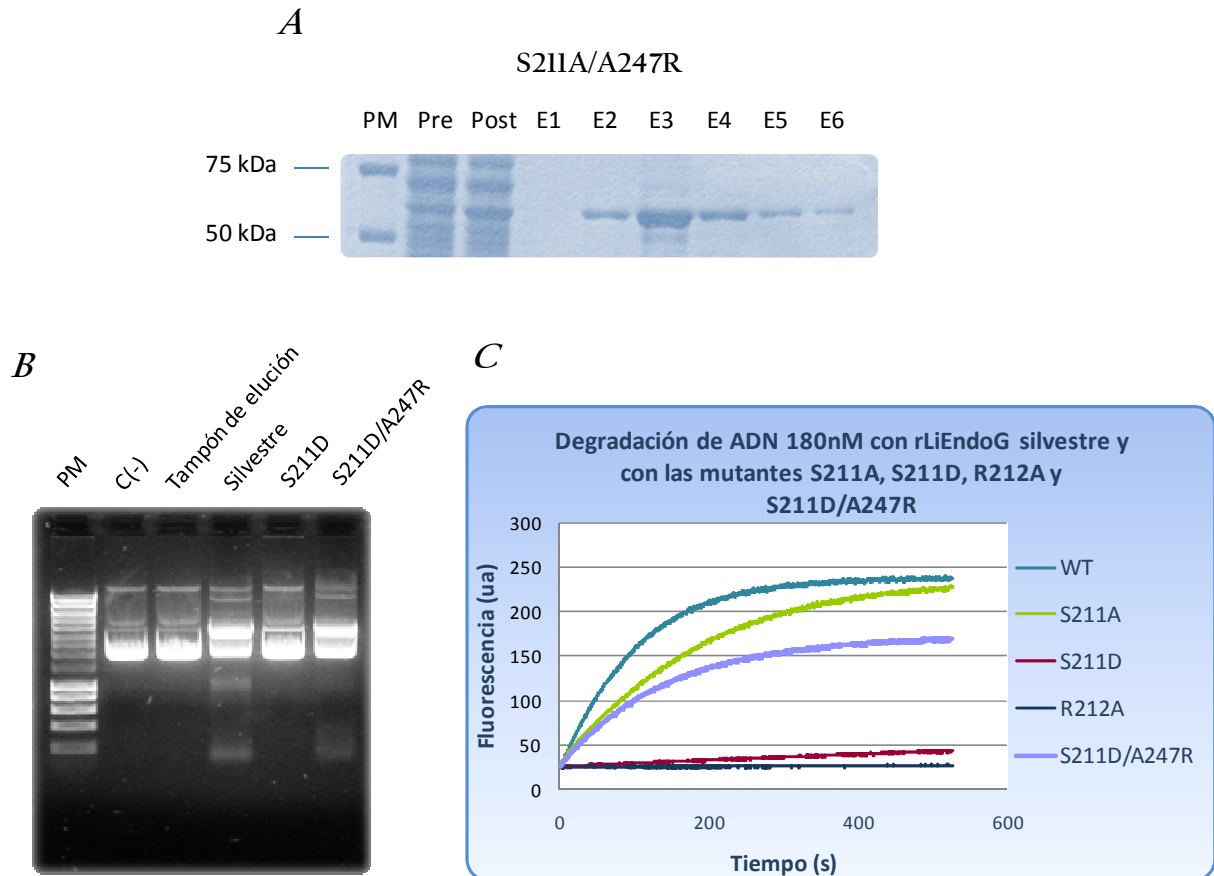 A
S211A/A247R
PM Pre Post E1 E2 E3 E4 E5 E6
75 kDa
50 kDa
B
PM
C(-)
Tampón de elución
Silvestre
S211D
S211D/A247R
C
Degradación de ADN 180nM con rLiEndoG silvestre y
con las mutantes S211A, S211D, R212A y
S211D/A247R
Fluorescencia (ua)
300
250
200
150
100
50
0
0 200 400 600
Tiempo (s)
WT
S211A
S211D
R212A
S211D/A247R